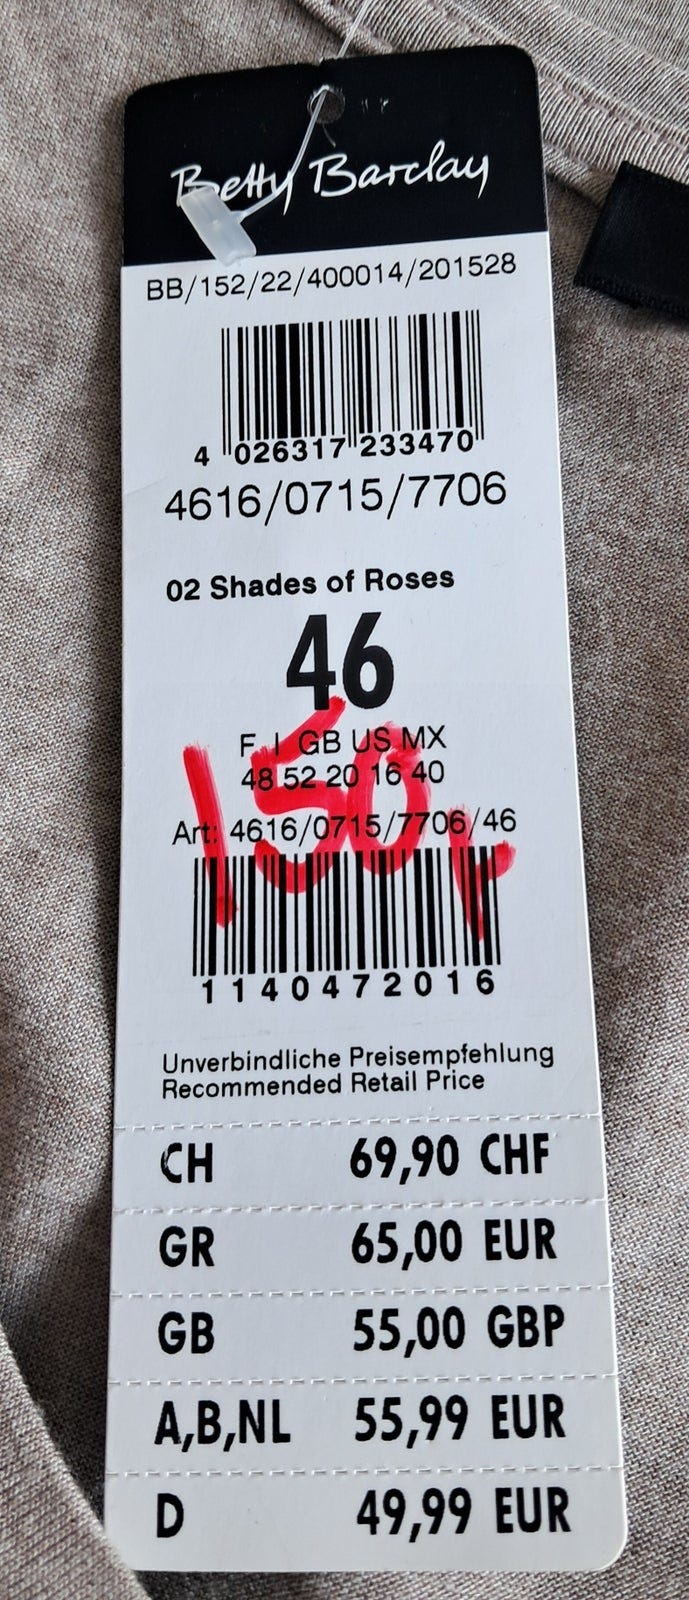 Betty Barclay
BB/152/22/400014/201528
4 026317 233470
4616/0715/7706
02 Shades of Roses
46
F I GB US MX
48 52 20 16 40
150,-
Art: 4616/0715/7706/46
1140472016
Unverbindliche Preisempfehlung
Recommended Retail Price
CH 69,90 CHF
GR 65,00 EUR
GB 55,00 GBP
A,B,NL 55,99 EUR
D 49,99 EUR